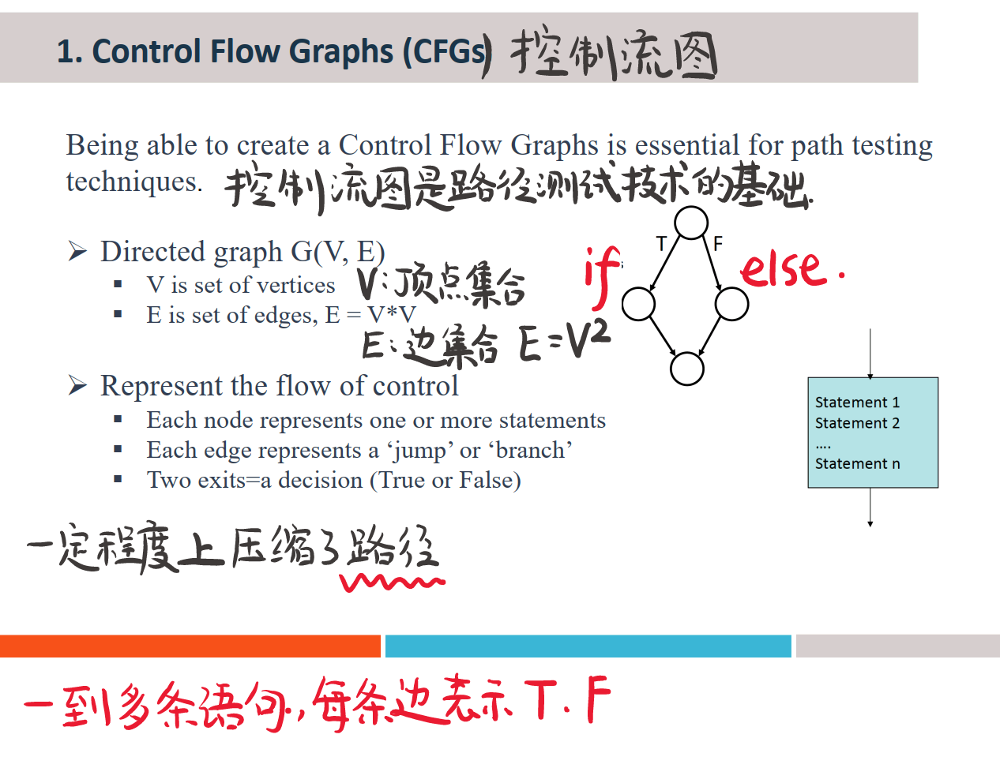 1. Control Flow Graphs (CFGs) 控制流图
Being able to create a Control Flow Graphs is essential for path testing
techniques. 控制流图是路径测试技术的基础.
T F
➢ Directed graph G(V, E)
if else.
▪ V is set of vertices V:顶点集合
▪ E is set of edges, E = V*V
E:边集合 E=V²
➢ Represent the flow of control
▪ Each node represents one or more statements
▪ Each edge represents a ‘jump’ or ‘branch’
▪ Two exits=a decision (True or False)
Statement 1
Statement 2
....
Statement n
一定程度上压缩了路径
一到多条语句,每条边表示 T.F